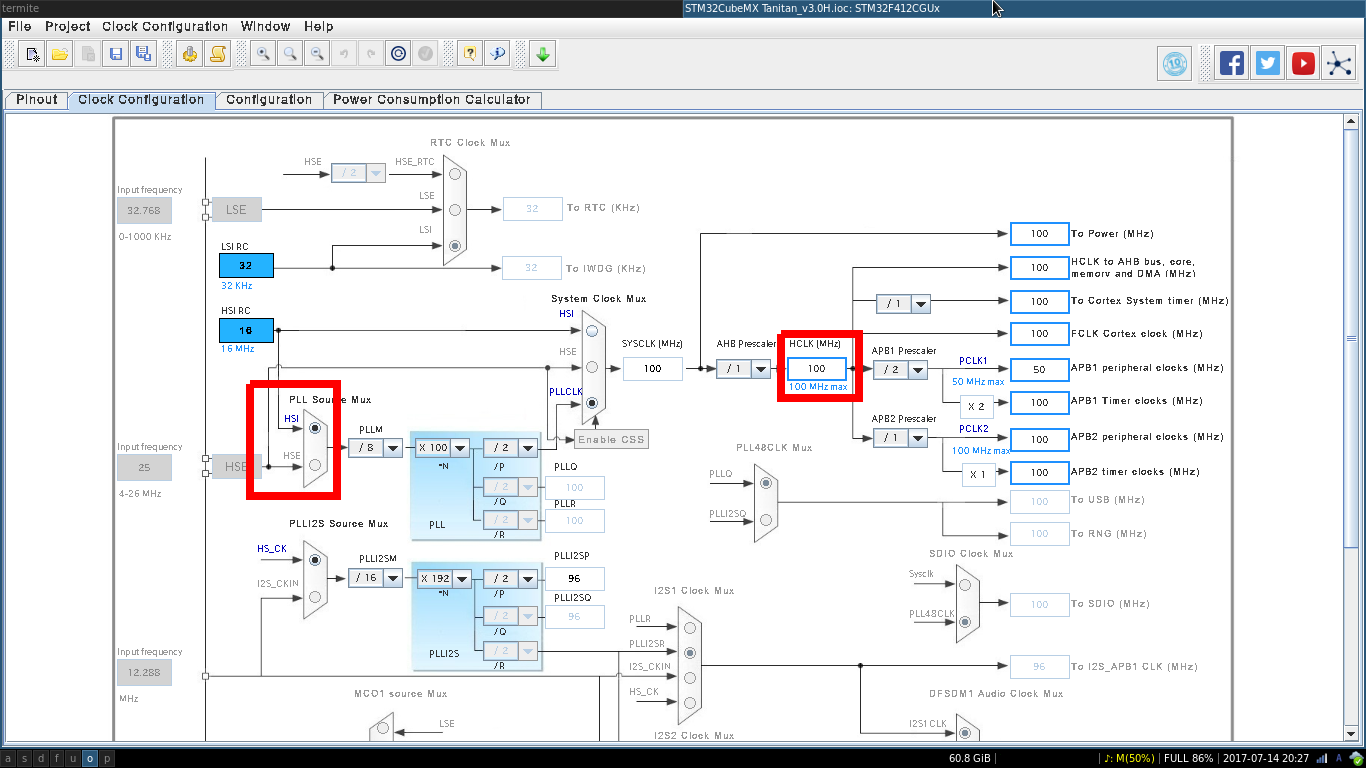 termite
STM32CubeMX Tanitan_v3.0H.ioc: STM32F412CGUx
File Project Clock Configuration Window Help
Pinout Clock Configuration Configuration Power Consumption Calculator
RTC Clock Mux
HSE / 2 HSE_RTC
Input frequency
32.768 LSE LSE 32 To RTC (KHz)
0-1000 KHz
LSI
LSI RC
32 32 To IWDG (KHz)
32 KHz
HSI RC
16
16 MHz
System Clock Mux
HSI
HSE
PLLCLK
SYSCLK (MHz)
100
AHB Prescaler
/ 1
HCLK (MHz)
100
100 MHz max
100 To Power (MHz)
100 HCLK to AHB bus, core,
memory and DMA (MHz)
/ 1 100 To Cortex System timer (MHz)
100 FCLK Cortex clock (MHz)
APB1 Prescaler
/ 2
PCLK1
50 MHz max
50 APB1 peripheral clocks (MHz)
X 2 100 APB1 Timer clocks (MHz)
APB2 Prescaler
/ 1
PCLK2
100 MHz max
100 APB2 peripheral clocks (MHz)
X 1 100 APB2 timer clocks (MHz)
Enable CSS
PLL Source Mux
HSI
HSE
Input frequency
25 HSE
4-26 MHz
PLLM
/ 8
X 100
*N
/ 2
/P
/ 2
/Q
/ 2
/R
PLL
PLLQ
100
PLLR
100
PLL48CLK Mux
PLLQ
PLLI2SQ
100 To USB (MHz)
100 To RNG (MHz)
PLLI2S Source Mux
HS_CK
I2S_CKIN
PLLI2SM
/ 16
X 192
*N
/ 2
/P
/ 2
/Q
/ 2
/R
PLLI2S
PLLI2SP
96
PLLI2SQ
96
SDIO Clock Mux
Sysclk
PLL48CLK
100 To SDIO (MHz)
I2S1 Clock Mux
PLLR
PLLI2SR
I2S_CKIN
HS_CK
96 To I2S_APB1 CLK (MHz)
Input frequency
12.288
MHz
MCO1 source Mux
LSE
I2S2 Clock Mux
DFSDM1 Audio Clock Mux
I2S1CLK
a s d f u o p 60.8 GiB | | ♪: M(50%) | FULL 86% | 2017-07-14 20:27